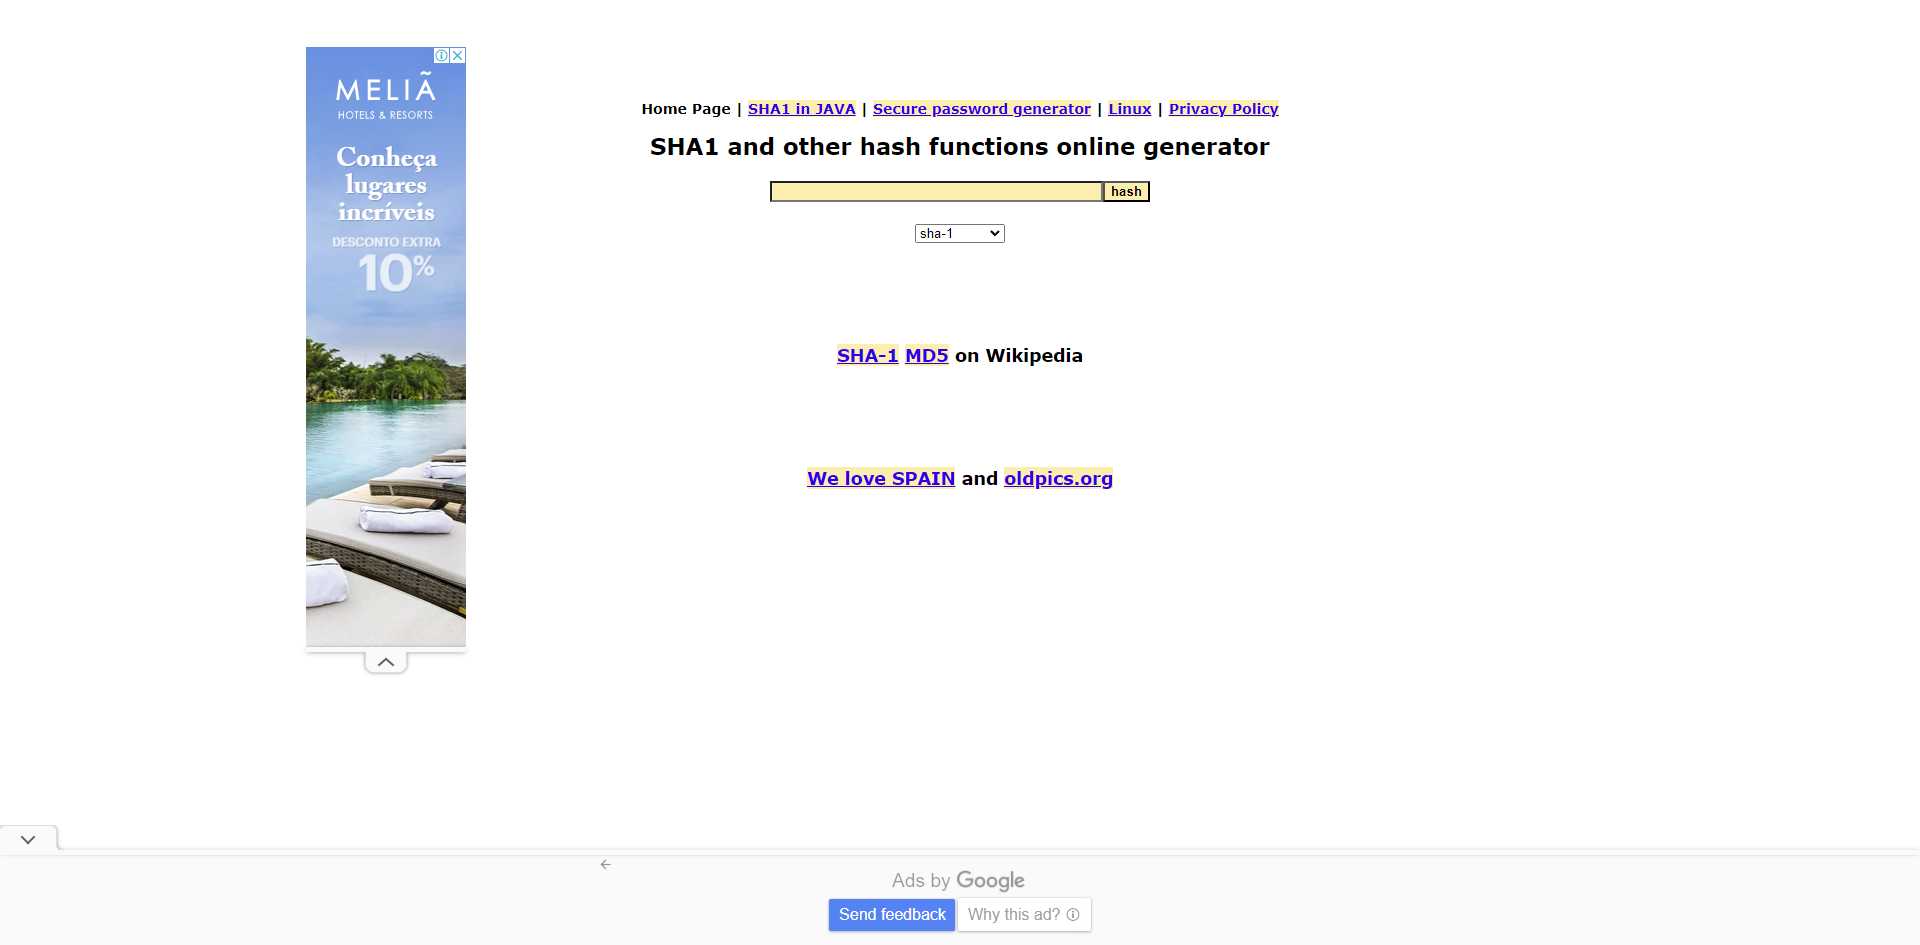 MELIÃ
HOTELS & RESORTS
Conheça
lugares
incríveis
DESCONTO EXTRA
10%
Home Page | SHA1 in JAVA | Secure password generator | Linux | Privacy Policy
SHA1 and other hash functions online generator
hash
sha-1
SHA-1 MD5 on Wikipedia
We love SPAIN and oldpics.org
Ads by Google
Send feedback
Why this ad?